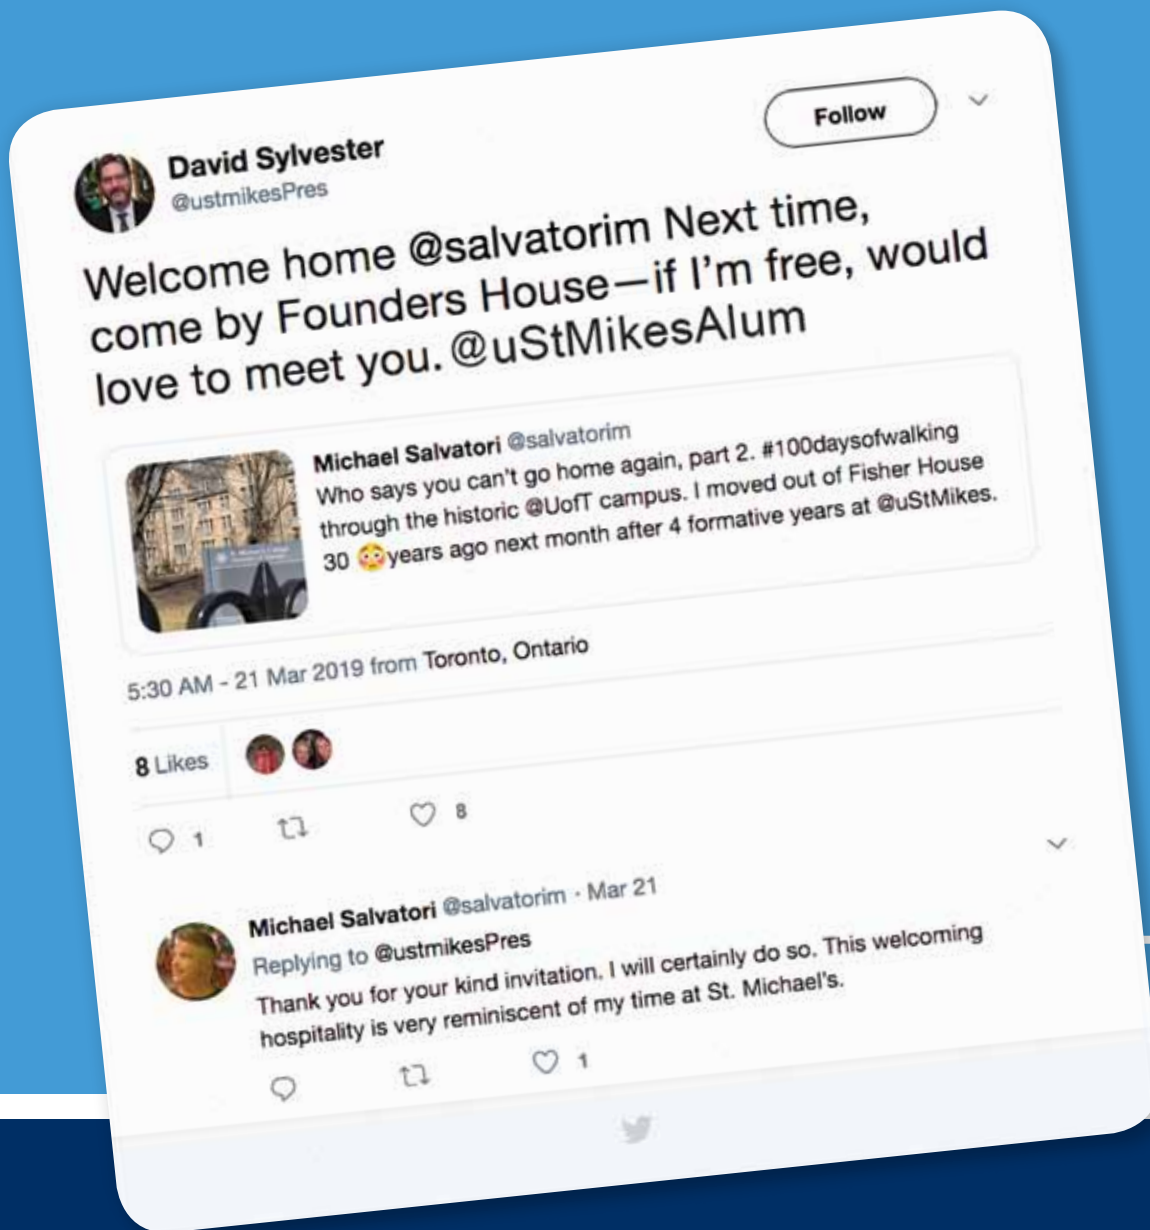 David Sylvester
@ustmikesPres
Follow
Welcome home @salvatorim Next time,
come by Founders House—if I'm free, would
love to meet you. @uStMikesAlum
Michael Salvatori @salvatorim
Who says you can't go home again, part 2. #100daysofwalking
through the historic @UofT campus. I moved out of Fisher House
30 😳years ago next month after 4 formative years at @uStMikes.
5:30 AM - 21 Mar 2019 from Toronto, Ontario
8 Likes
1 8
Michael Salvatori @salvatorim · Mar 21
Replying to @ustmikesPres
Thank you for your kind invitation. I will certainly do so. This welcoming
hospitality is very reminiscent of my time at St. Michael's.
1